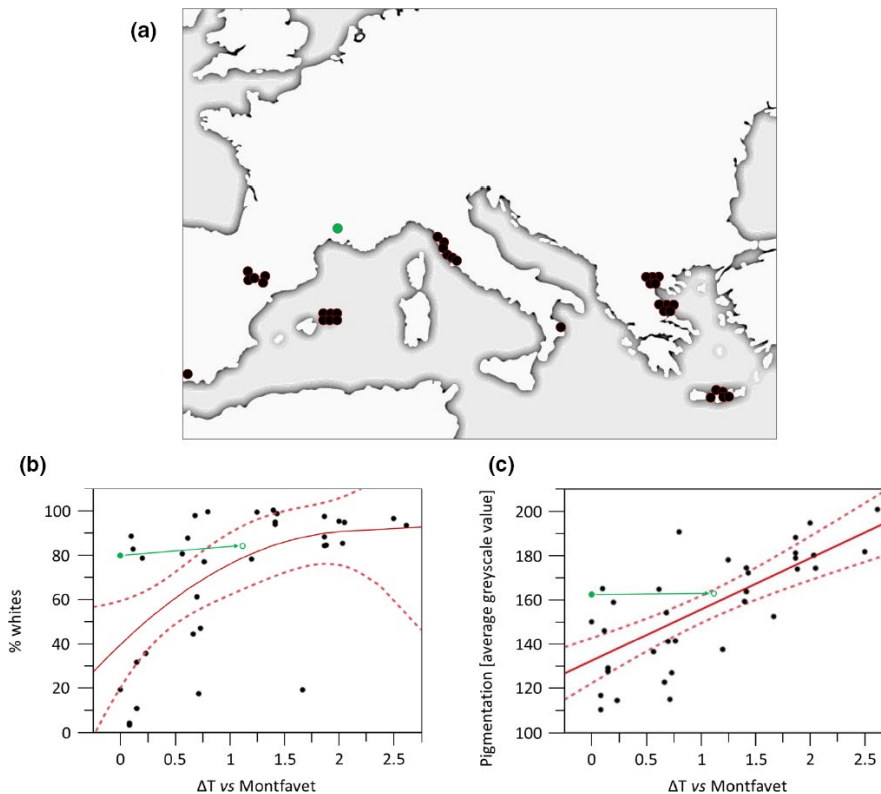 (a)
(b)
(c)
% whites
100
80
60
40
20
0
0 0.5 1 1.5 2 2.5
ΔT vs Montfavet
Pigmentation [average greyscale value]
200
180
160
140
120
100
0 0.5 1 1.5 2 2.5
ΔT vs Montfavet